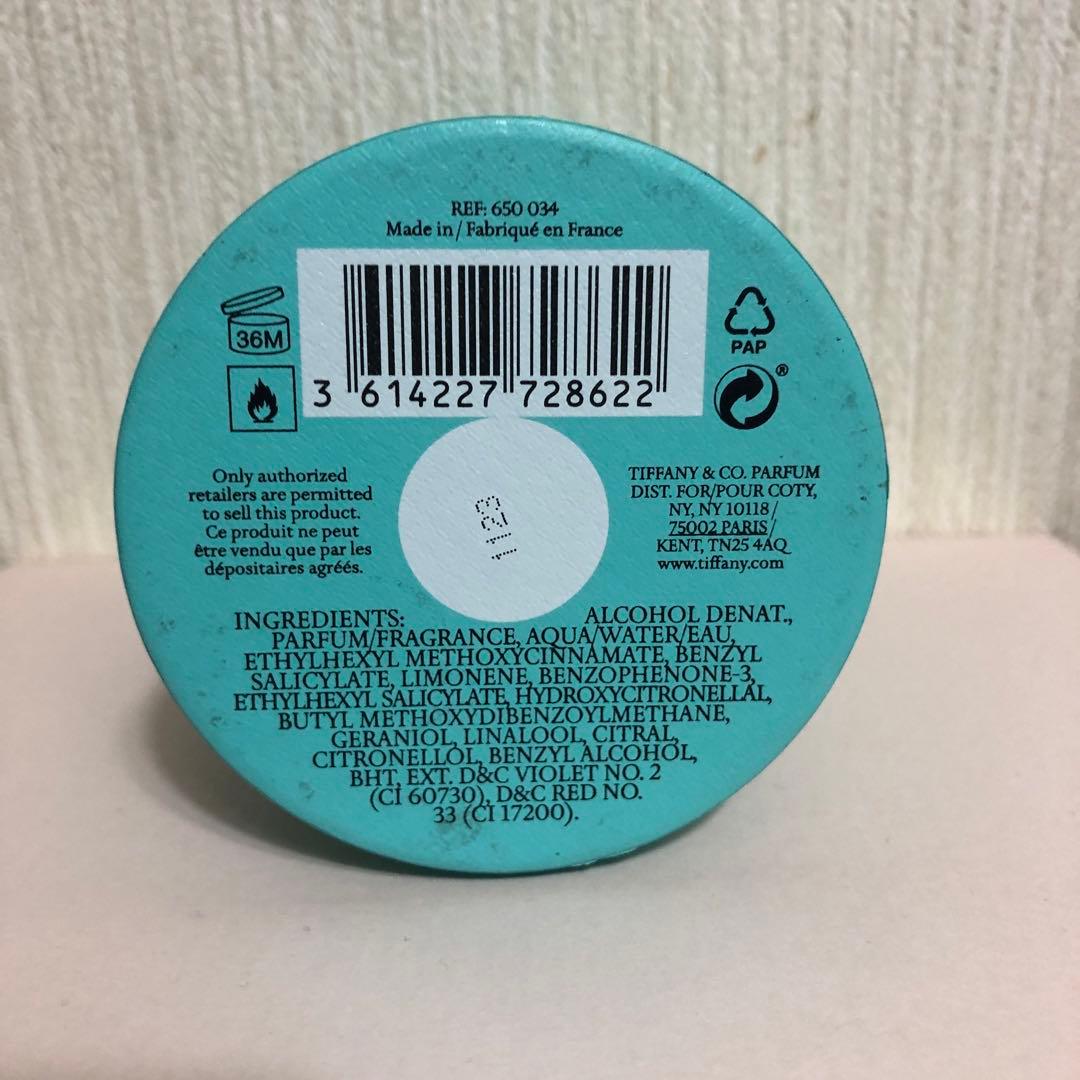 REF: 650 034
Made in / Fabriqué en France
36M
3 614227 728622
PAP
®
Only authorized
retailers are permitted
to sell this product.
Ce produit ne peut
être vendu que par les
dépositaires agréés.
1123
TIFFANY & CO. PARFUM
DIST. FOR/POUR COTY,
NY, NY 10118 /
75002 PARIS /
KENT, TN25 4AQ
www.tiffany.com
INGREDIENTS: ALCOHOL DENAT.,
PARFUM/FRAGRANCE, AQUA/WATER/EAU,
ETHYLHEXYL METHOXYCINNAMATE, BENZYL
SALICYLATE, LIMONENE, BENZOPHENONE-3,
ETHYLHEXYL SALICYLATE, HYDROXYCITRONELLAL,
BUTYL METHOXYDIBENZOYLMETHANE,
GERANIOL, LINALOOL, CITRAL,
CITRONELLOL, BENZYL ALCOHOL,
BHT, EXT. D&C VIOLET NO. 2
(CI 60730), D&C RED NO.
33 (CI 17200).